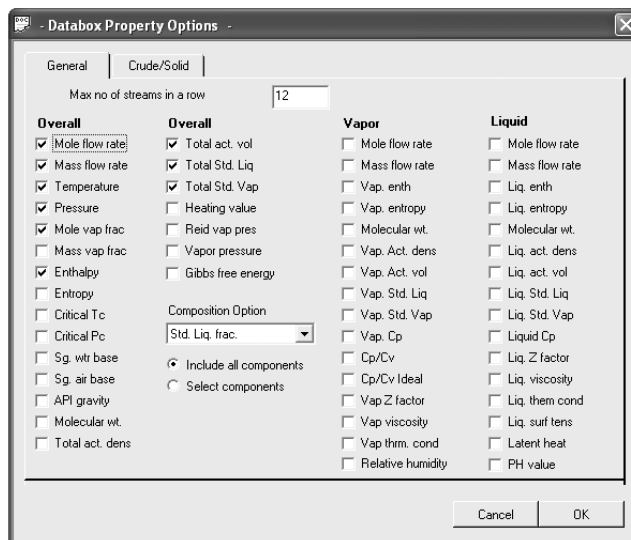 DOC
- Databox Property Options -
General
Crude/Solid
Max no of streams in a row
12
Overall
Mole flow rate
Mass flow rate
Temperature
Pressure
Mole vap frac
Mass vap frac
Enthalpy
Entropy
Critical Tc
Critical Pc
Sg. wtr base
Sg. air base
API gravity
Molecular wt.
Total act. dens
Overall
Total act. vol
Total Std. Liq
Total Std. Vap
Heating value
Reid vap pres
Vapor pressure
Gibbs free energy
Composition Option
Std. Liq. frac.
Include all components
Select components
Vapor
Mole flow rate
Mass flow rate
Vap. enth
Vap. entropy
Molecular wt.
Vap. Act. dens
Vap. Act. vol
Vap. Std. Liq
Vap. Std. Vap
Vap. Cp
Cp/Cv
Cp/Cv Ideal
Vap Z factor
Vap viscosity
Vap thrm. cond
Relative humidity
Liquid
Mole flow rate
Mass flow rate
Liq. enth
Liq. entropy
Molecular wt.
Liq. act. dens
Liq. act. vol
Liq. Std. Liq
Liq. Std. Vap
Liquid Cp
Liq. Z factor
Liq. viscosity
Liq. them cond
Liq. surf tens
Latent heat
PH value
Cancel
OK